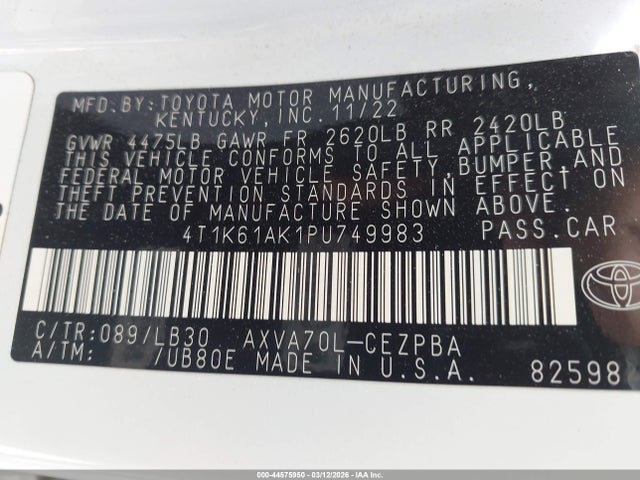 MFD.BY:TOYOTA MOTOR MANUFACTURING,
KENTUCKY, INC. 11/22
GVWR 4475LB GAWR FR 2620LB RR 2420LB
THIS VEHICLE CONFORMS TO ALL APPLICABLE
FEDERAL MOTOR VEHICLE SAFETY,BUMPER,AND
THEFT PREVENTION STANDARDS IN EFFECT ON
THE DATE OF MANUFACTURE SHOWN ABOVE.
4T1K61AK1PU749983 PASS.CAR
C/TR:089/LB30 AXVA70L-CEZPBA
A/TM: /UB80E MADE IN U.S.A.
82598
000-44575950 - 03/12/2026 - IAA, Inc.